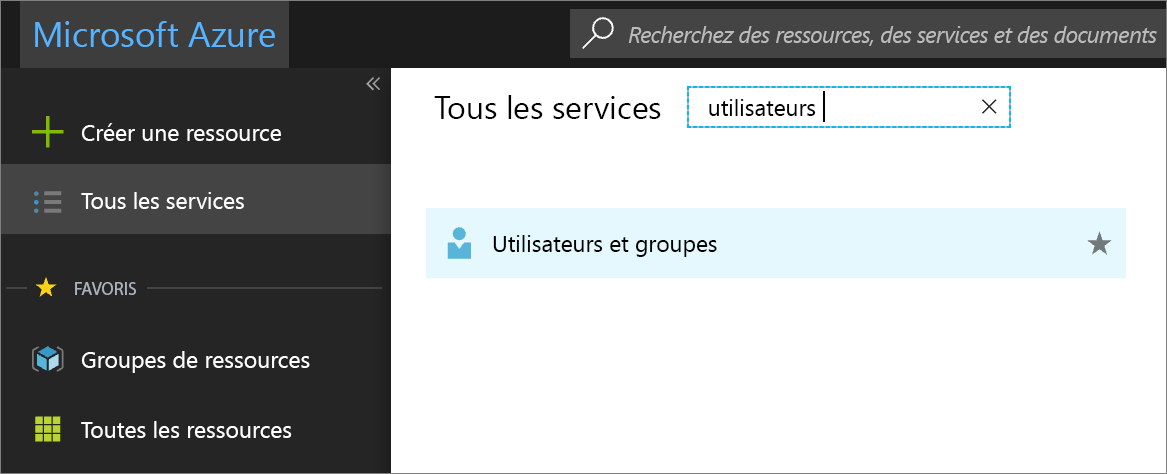 Microsoft Azure
Recherchez des ressources, des services et des documents
Créer une ressource
Tous les services
FAVORIS
Groupes de ressources
Toutes les ressources
Tous les services
utilisateurs
Utilisateurs et groupes